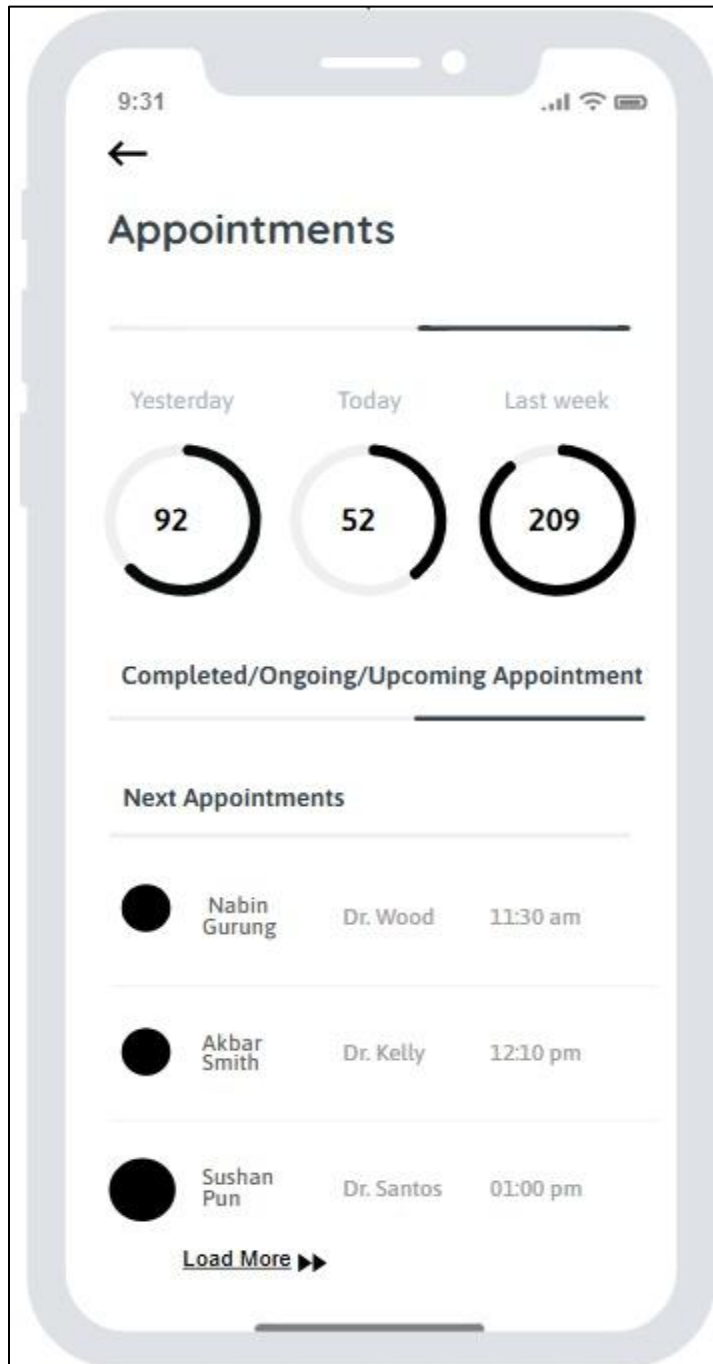 9:31
Appointments
Yesterday Today Last week
92 52 209
Completed/Ongoing/Upcoming Appointment
Next Appointments
Nabin
Gurung Dr. Wood 11:30 am
Akbar
Smith Dr. Kelly 12:10 pm
Sushan
Pun Dr. Santos 01:00 pm
Load More